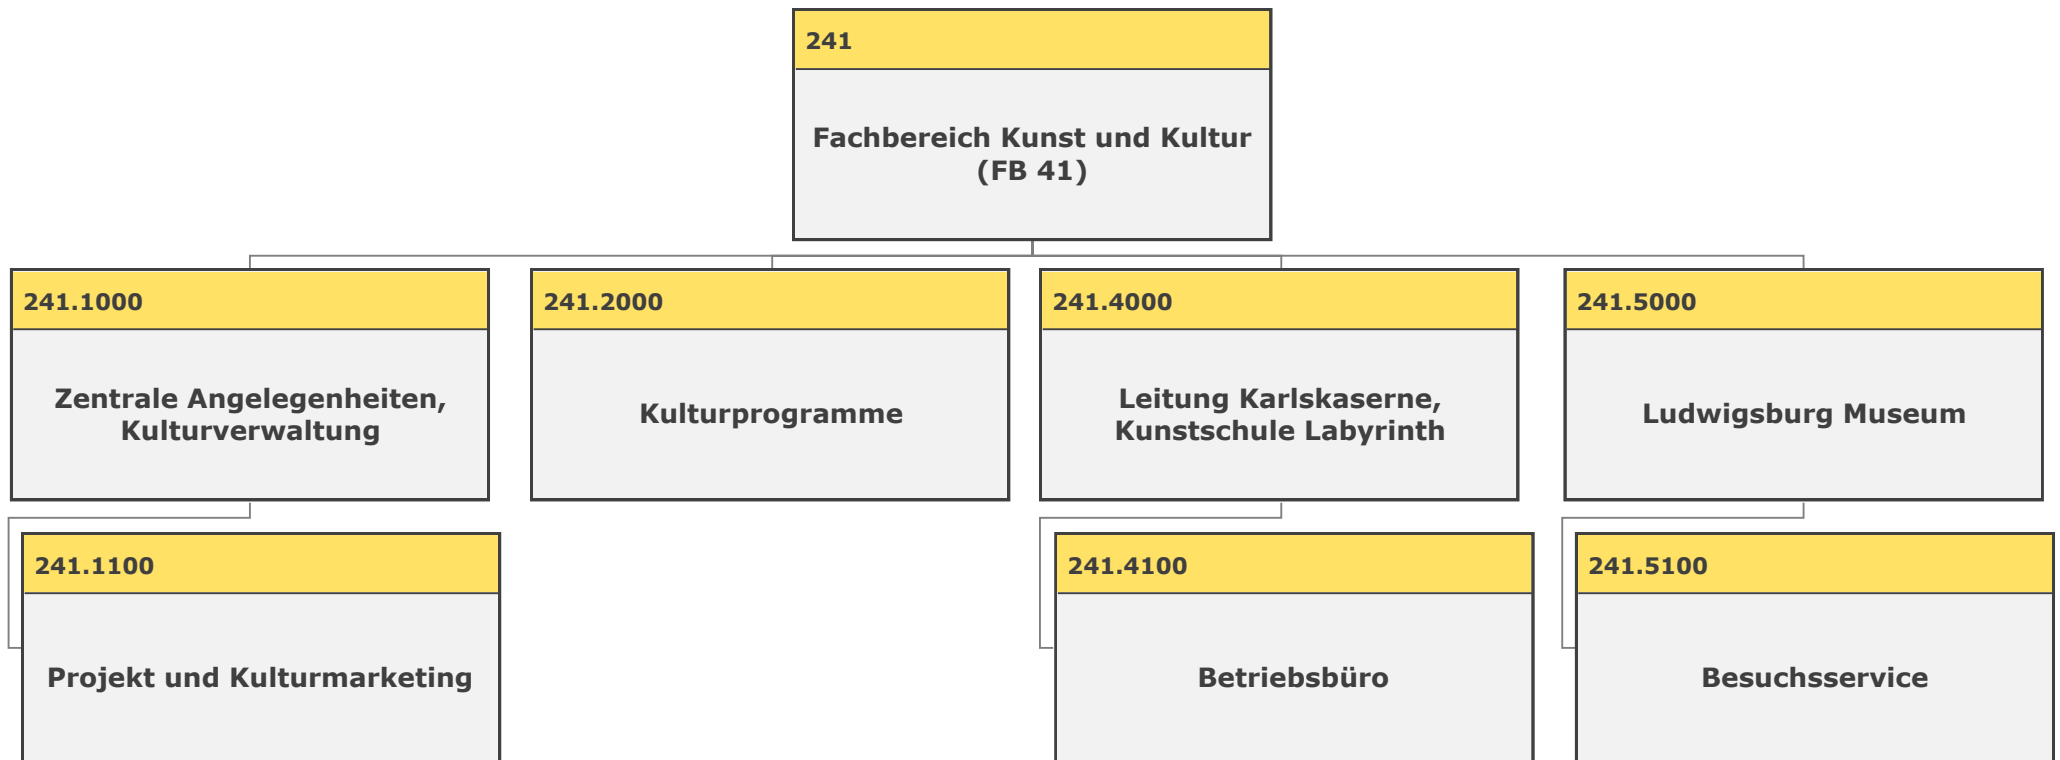 241
Fachbereich Kunst und Kultur
(FB 41)
241.1000
Zentrale Angelegenheiten,
Kulturverwaltung
241.2000
Kulturprogramme
241.4000
Leitung Karlskaserne,
Kunstschule Labyrinth
241.5000
Ludwigsburg Museum
241.1100
Projekt und Kulturmarketing
241.4100
Betriebsbüro
241.5100
Besuchsservice